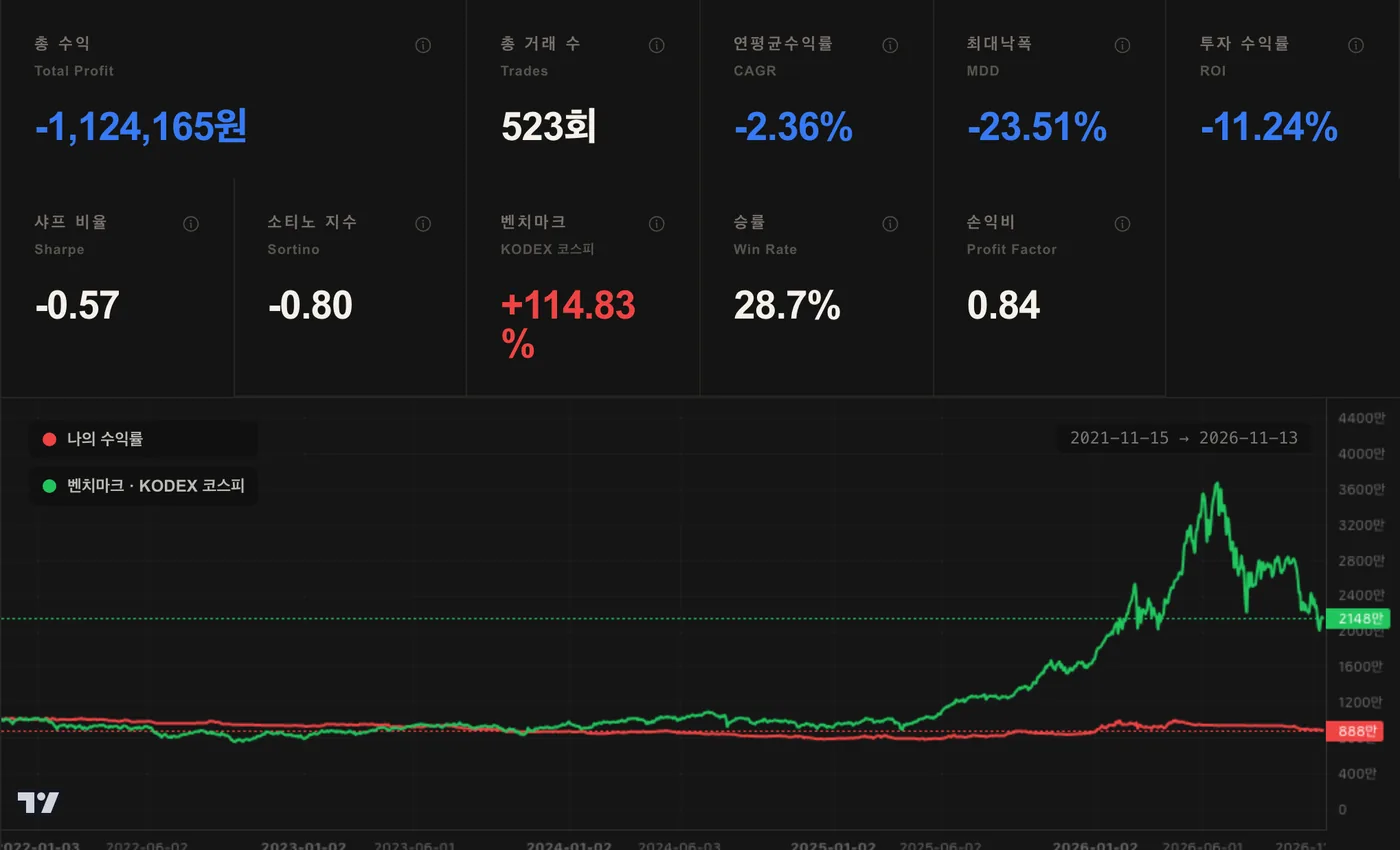 총 수익
Total Profit
-1,124,165원
총 거래 수
Trades
523회
연평균수익률
CAGR
-2.36%
최대낙폭
MDD
-23.51%
투자 수익률
ROI
-11.24%
샤프 비율
Sharpe
-0.57
소티노 지수
Sortino
-0.80
벤치마크
KODEX 코스피
+114.83
%
승률
Win Rate
28.7%
손익비
Profit Factor
0.84
나의 수익률
벤치마크 · KODEX 코스피
2021-11-15 → 2026-11-13
4400만
4000만
3600만
3200만
2800만
2400만
2148만
2000만
1600만
1200만
888만
400만
0
2022-01-03
2022-06-02
2023-01-02
2023-06-01
2024-01-02
2024-06-03
2025-01-02
2025-06-02
2026-01-02
2026-06-01